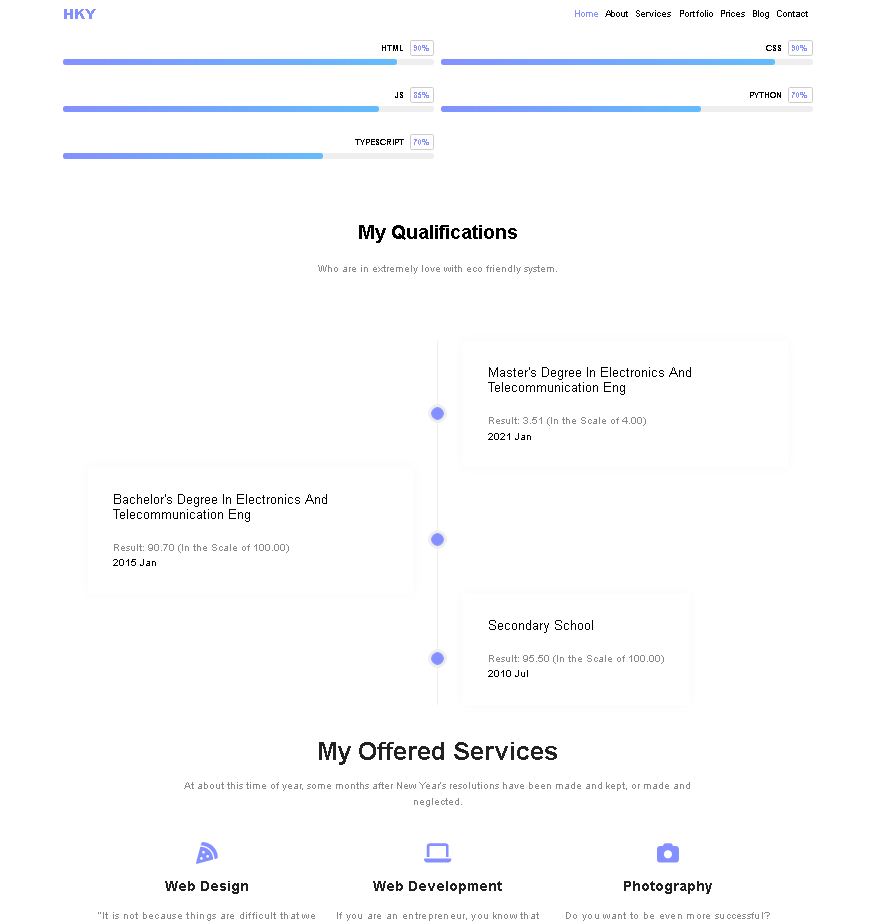 HKY
Home About Services Portfolio Prices Blog Contact
HTML 90%
CSS 90%
JS 85%
PYTHON 70%
TYPESCRIPT 70%
My Qualifications
Who are in extremely love with eco friendly system.
Master's Degree In Electronics And
Telecommunication Eng
Result: 3.51 (In the Scale of 4.00)
2021 Jan
Bachelor's Degree In Electronics And
Telecommunication Eng
Result: 90.70 (In the Scale of 100.00)
2015 Jan
Secondary School
Result: 95.50 (In the Scale of 100.00)
2010 Jul
My Offered Services
At about this time of year, some months after New Year's resolutions have been made and kept, or made and
neglected.
Web Design
"It is not because things are difficult that we
Web Development
If you are an entrepreneur, you know that
Photography
Do you want to be even more successful?